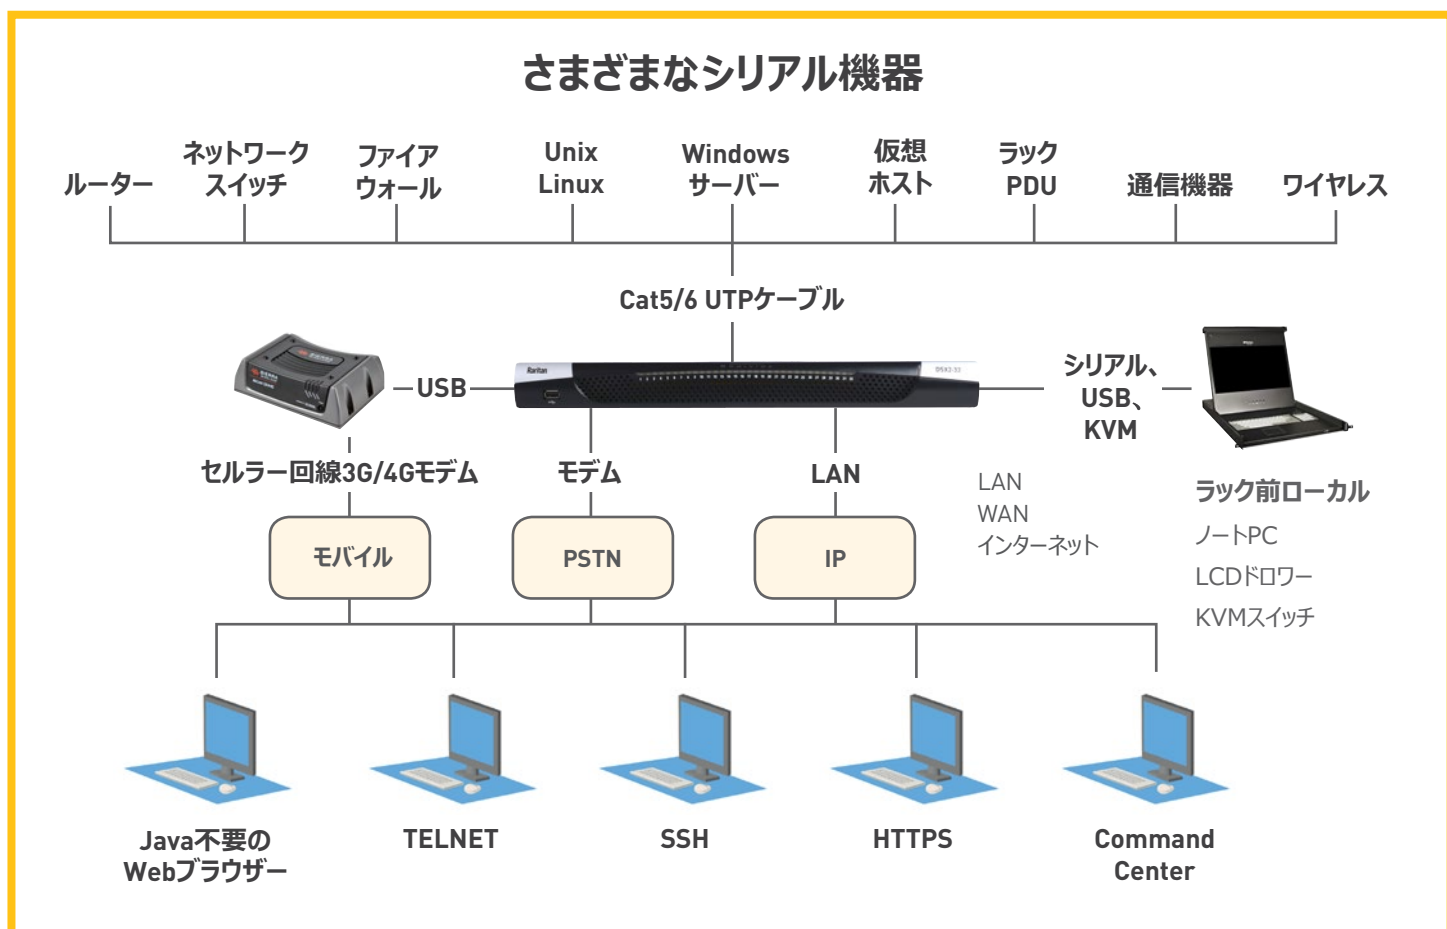 さまざまなシリアル機器
ルーター
ネットワーク
スイッチ
ファイア
ウォール
Unix
Linux
Windows
サーバー
仮想
ホスト
ラック
PDU
通信機器
ワイヤレス
Cat5/6 UTPケーブル
USB
Raritan
DSX2-32
シリアル、
USB、
KVM
セルラー回線3G/4Gモデム
モデム
LAN
LAN
WAN
インターネット
ラック前ローカル
ノートPC
LCDドロワー
KVMスイッチ
モバイル
PSTN
IP
Java不要の
Webブラウザー
TELNET
SSH
HTTPS
Command
Center